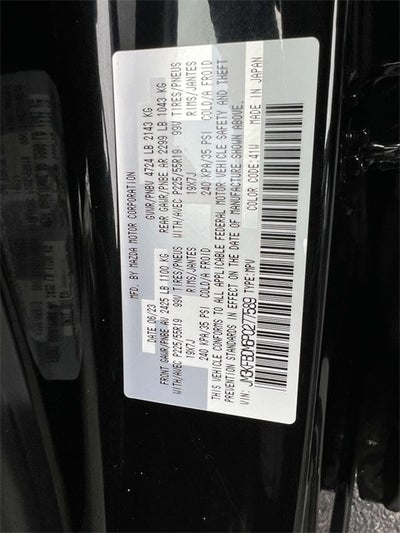 MFD. BY MAZDA MOTOR CORPORATION
DATE 06/23 GVWR/PNBV 4724 LB 2143 KG
FRONT GAWR/PNBE AV 2425 LB 1100 KG REAR GAWR/PNBE AR 2299 LB 1043 KG
WITH/AVEC P225/55R19 99V TIRES/PNEUS WITH/AVEC P225/55R19 99V TIRES/PNEUS
19X7J RIMS/JANTES 19X7J RIMS/JANTES
240 KPA/35 PSI COLD/A FROID 240 KPA/35 PSI COLD/A FROID
THIS VEHICLE CONFORMS TO ALL APPLICABLE FEDERAL MOTOR VEHICLE SAFETY AND THEFT
PREVENTION STANDARDS IN EFFECT ON THE DATE OF MANUFACTURE SHOWN ABOVE.
VIN: TYPE:MPV COLOR CODE:41W MADE IN JAPAN